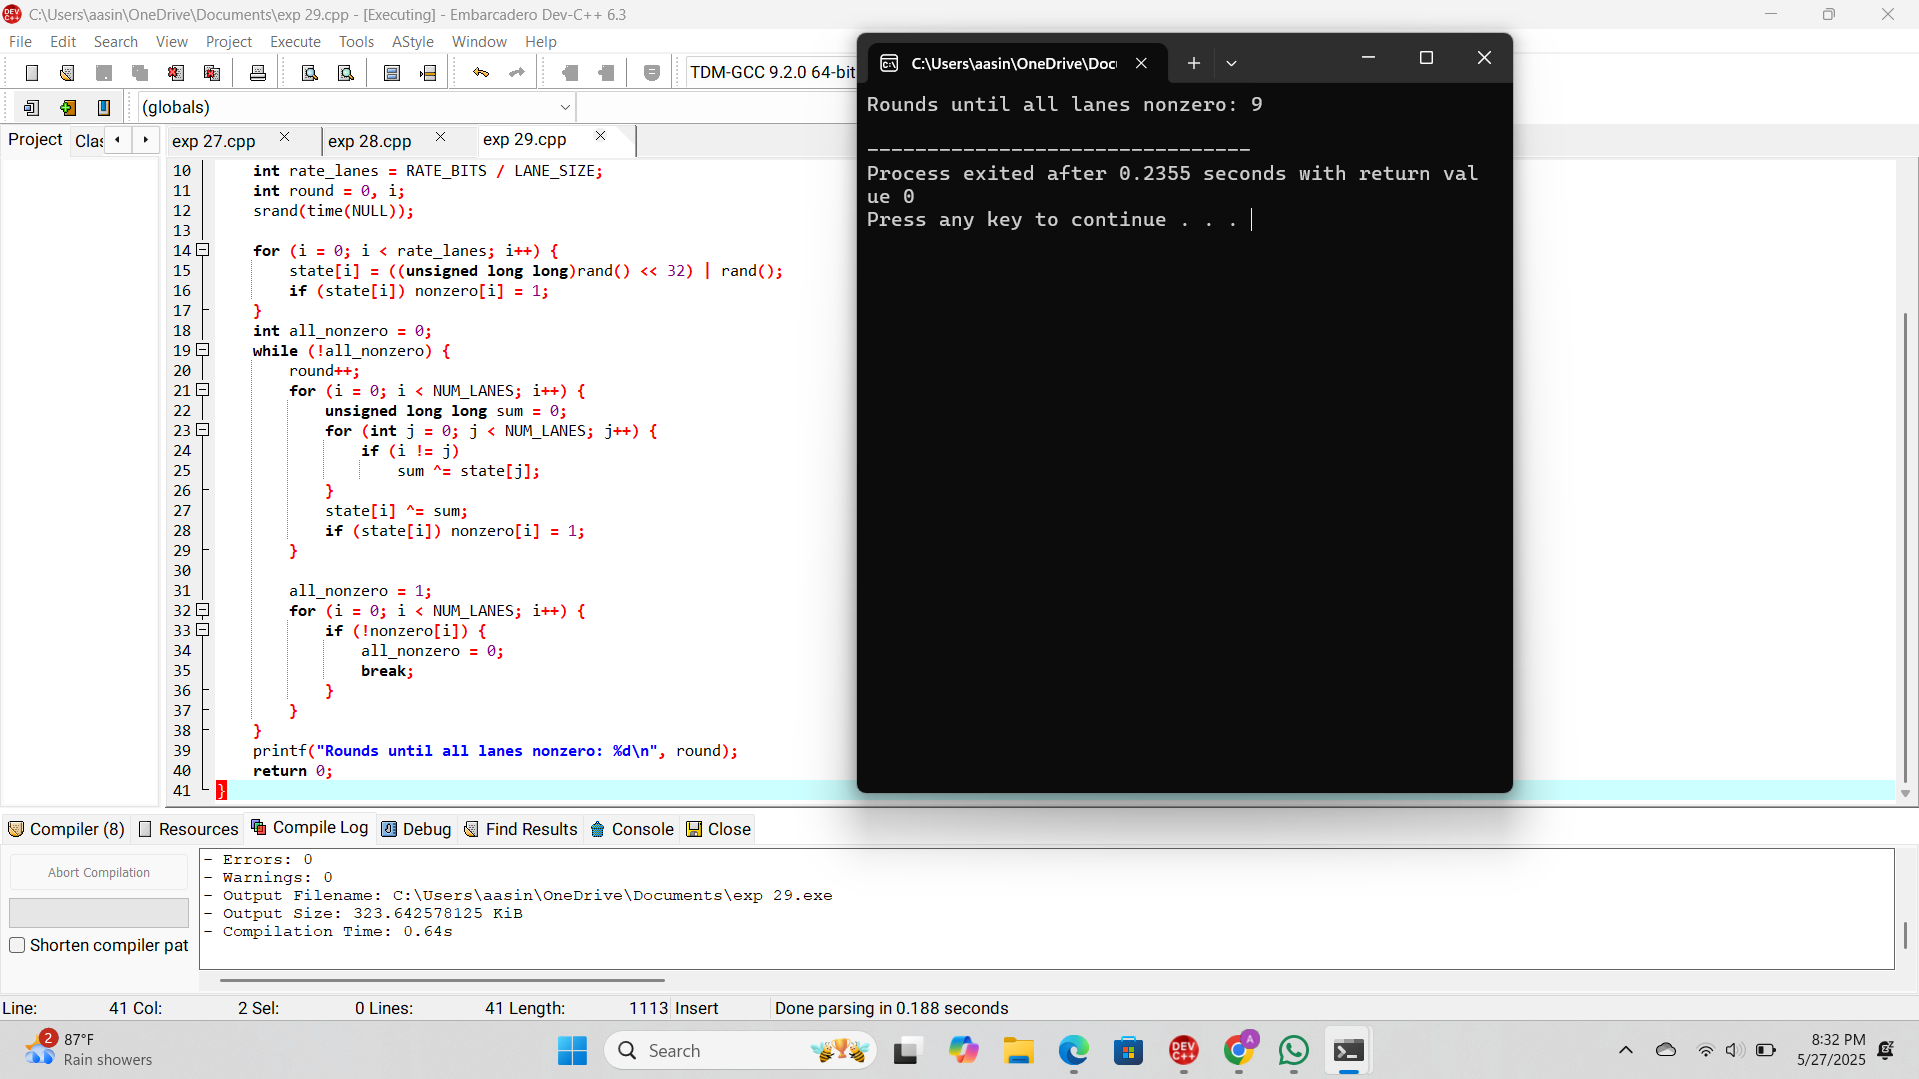 C:\Users\aasin\OneDrive\Documents\exp 29.cpp - [Executing] - Embarcadero Dev-C++ 6.3
File Edit Search View Project Execute Tools AStyle Window Help
TDM-GCC 9.2.0 64-bit
(globals)
Project Clas
exp 27.cpp exp 28.cpp exp 29.cpp
10 int rate_lanes = RATE_BITS / LANE_SIZE;
11 int round = 0, i;
12 srand(time(NULL));
13
14 for (i = 0; i < rate_lanes; i++) {
15 state[i] = ((unsigned long long)rand() << 32) | rand();
16 if (state[i]) nonzero[i] = 1;
17 }
18 int all_nonzero = 0;
19 while (!all_nonzero) {
20 round++;
21 for (i = 0; i < NUM_LANES; i++) {
22 unsigned long long sum = 0;
23 for (int j = 0; j < NUM_LANES; j++) {
24 if (i != j)
25 sum ^= state[j];
26 }
27 state[i] ^= sum;
28 if (state[i]) nonzero[i] = 1;
29 }
30
31 all_nonzero = 1;
32 for (i = 0; i < NUM_LANES; i++) {
33 if (!nonzero[i]) {
34 all_nonzero = 0;
35 break;
36 }
37 }
38 }
39 printf("Rounds until all lanes nonzero: %d\n", round);
40 return 0;
41 }
C:\Users\aasin\OneDrive\Doc
Rounds until all lanes nonzero: 9
--------------------------------
Process exited after 0.2355 seconds with return val
ue 0
Press any key to continue . . .
Compiler (8) Resources Compile Log Debug Find Results Console Close
Abort Compilation
Shorten compiler pat
- Errors: 0
- Warnings: 0
- Output Filename: C:\Users\aasin\OneDrive\Documents\exp 29.exe
- Output Size: 323.642578125 KiB
- Compilation Time: 0.64s
Line: 41 Col: 2 Sel: 0 Lines: 41 Length: 1113 Insert Done parsing in 0.188 seconds
2
87°F
Rain showers
Search
DEV C++
A
8:32 PM
5/27/2025